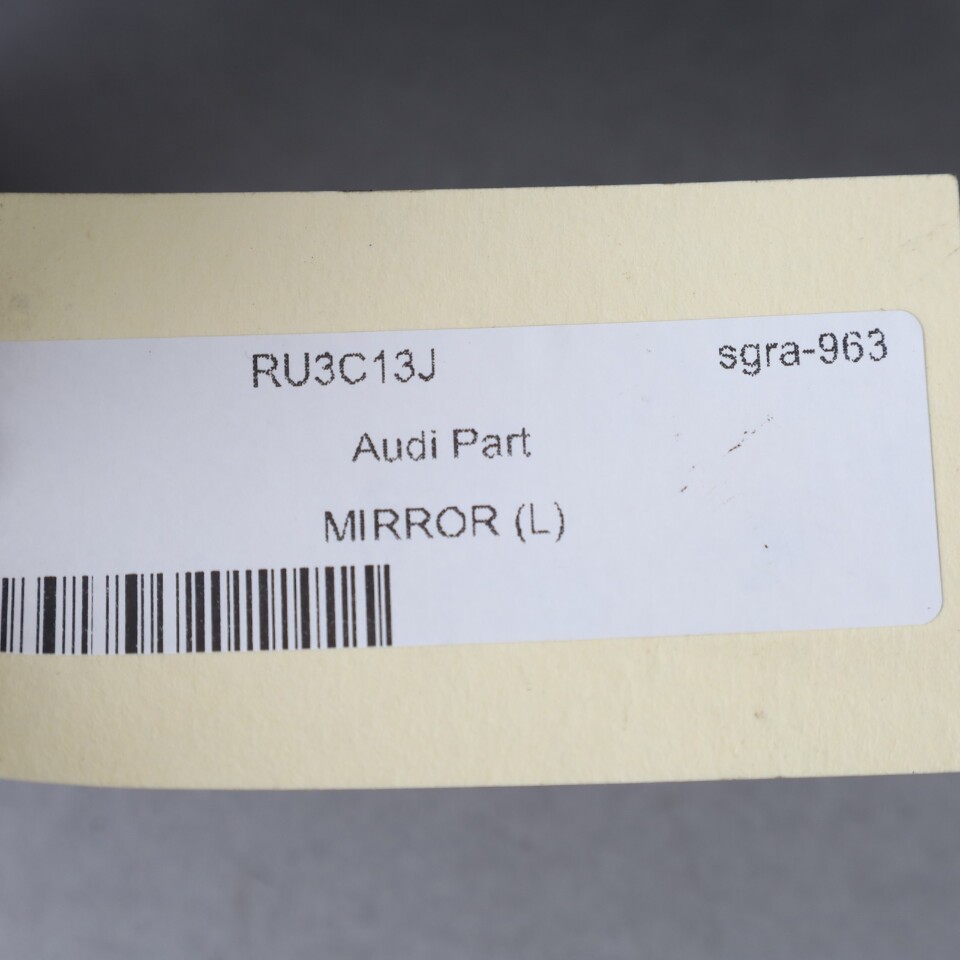 RU3C13J sgra-963
Audi Part
MIRROR (L)